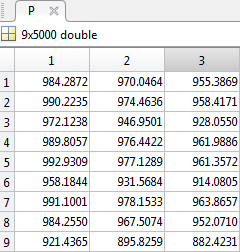 P
9x5000 double
1 2 3
1 984.2872 970.0464 955.3869
2 990.2235 974.4636 958.4171
3 972.1238 946.9501 928.0550
4 989.8057 976.4422 961.9886
5 992.9309 977.1289 961.3572
6 958.1844 931.5684 914.0805
7 991.1001 978.1533 963.8657
8 984.2550 967.5074 952.0710
9 921.4365 895.8259 882.4231